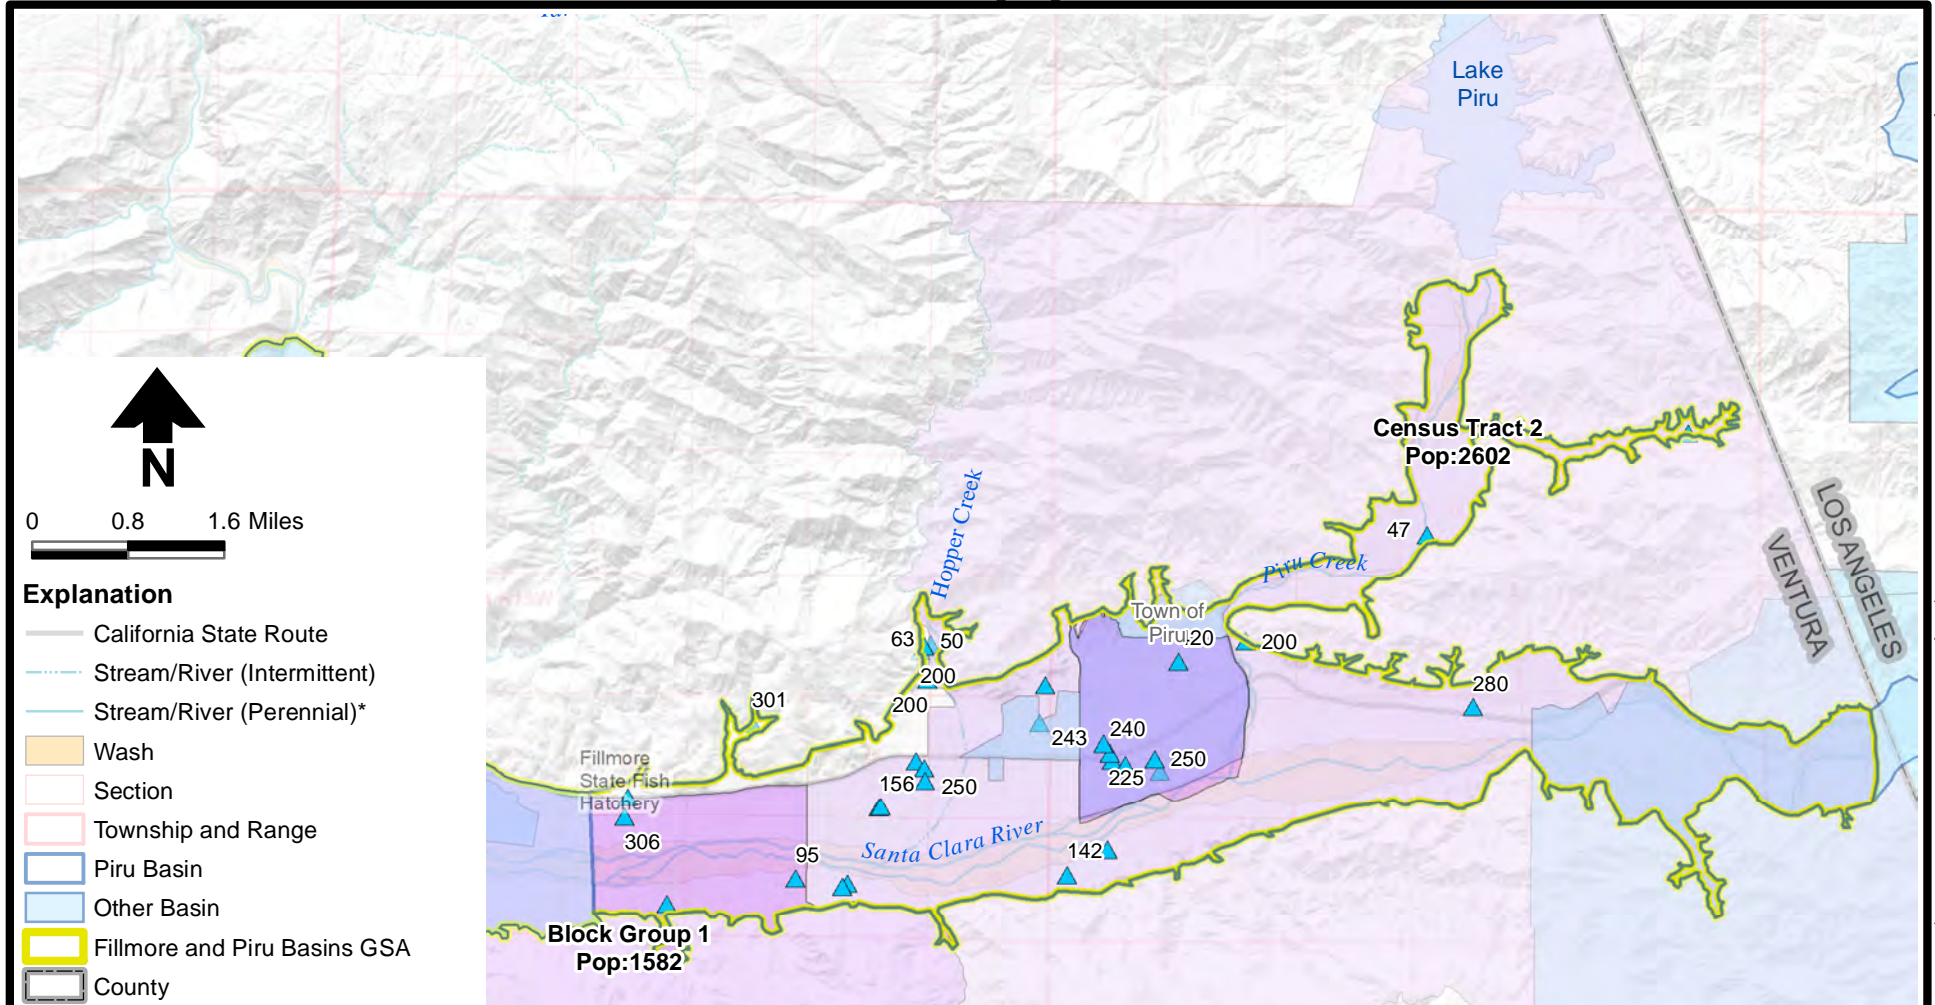 Lake
Piru
Census Tract 2
Pop:2602
LOS ANGELES
VENTURA
N
0 0.8 1.6 Miles
Hopper Creek
47
Piru Creek
Explanation
California State Route
Stream/River (Intermittent)
Stream/River (Perennial)*
Wash
Section
Township and Range
Piru Basin
Other Basin
Fillmore and Piru Basins GSA
County
Town of
Piru
63
50
200
200
200
280
301
243
240
225
250
Fillmore
State Fish
Hatchery
156
250
306
95
Santa Clara River
142
Block Group 1
Pop:1582